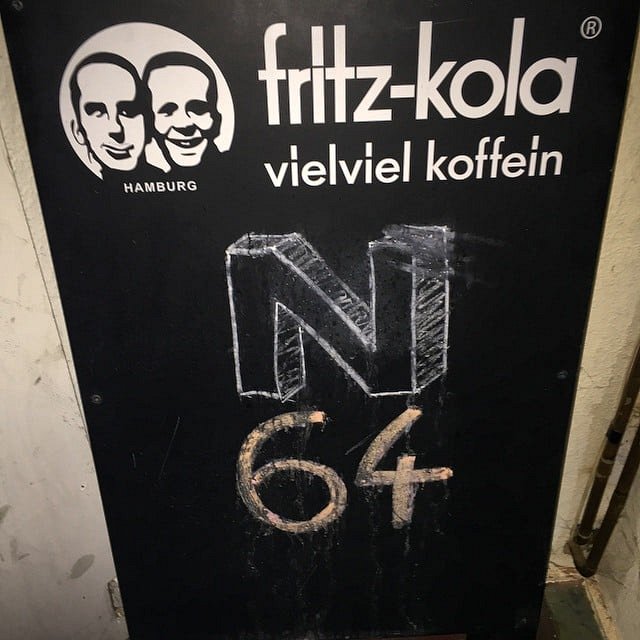 fritz-kola®
vielviel koffein
HAMBURG
N
64